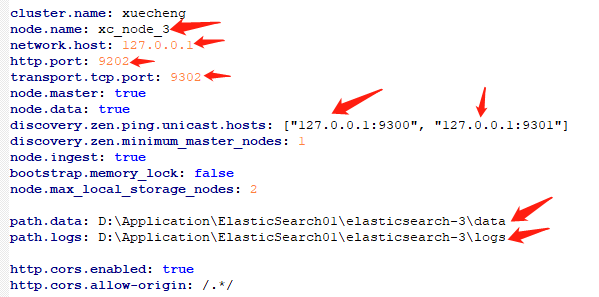 cluster.name: xuecheng
node.name: xc_node_3
network.host: 127.0.0.1
http.port: 9202
transport.tcp.port: 9302
node.master: true
node.data: true
discovery.zen.ping.unicast.hosts: ["127.0.0.1:9300", "127.0.0.1:9301"]
discovery.zen.minimum_master_nodes: 1
node.ingest: true
bootstrap.memory_lock: false
node.max_local_storage_nodes: 2
path.data: D:\Application\ElasticSearch01\elasticsearch-3\data
path.logs: D:\Application\ElasticSearch01\elasticsearch-3\logs
http.cors.enabled: true
http.cors.allow-origin: /.*/